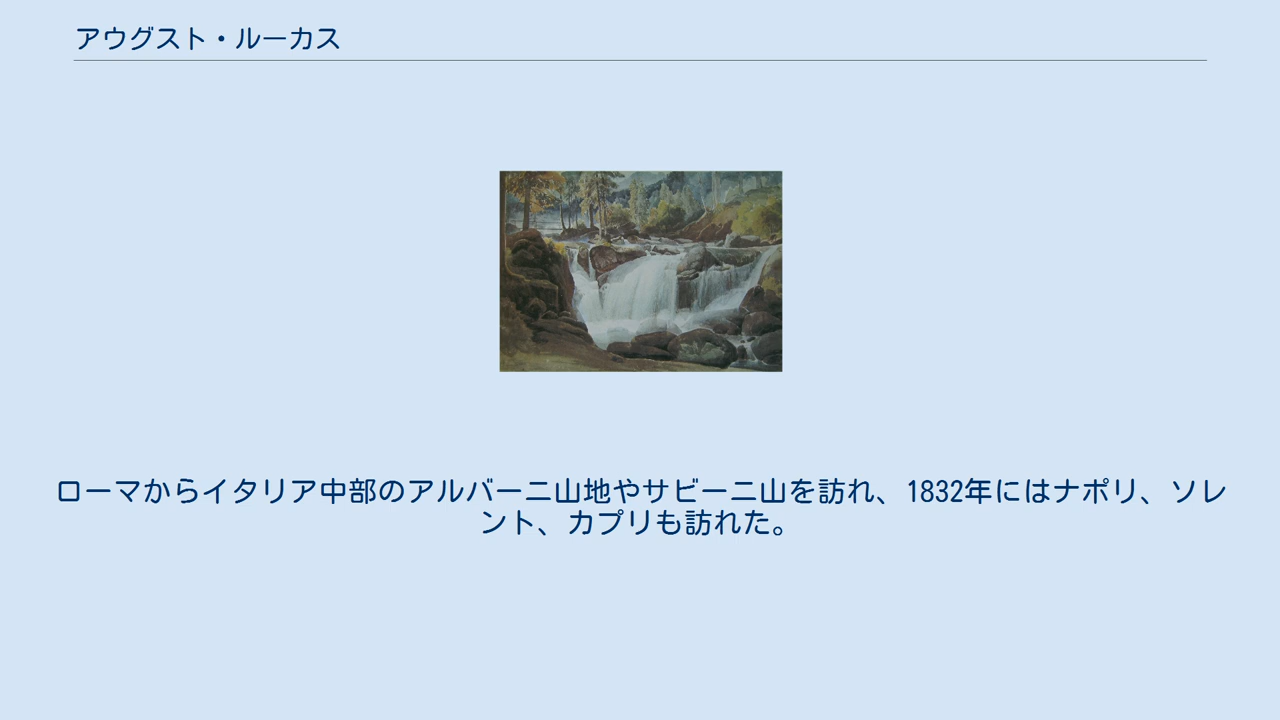 アウグスト・ルーカス
ローマからイタリア中部のアルバーニ山地やサビーニ山を訪れ、1832年にはナポリ、ソレ
ント、カプリも訪れた。